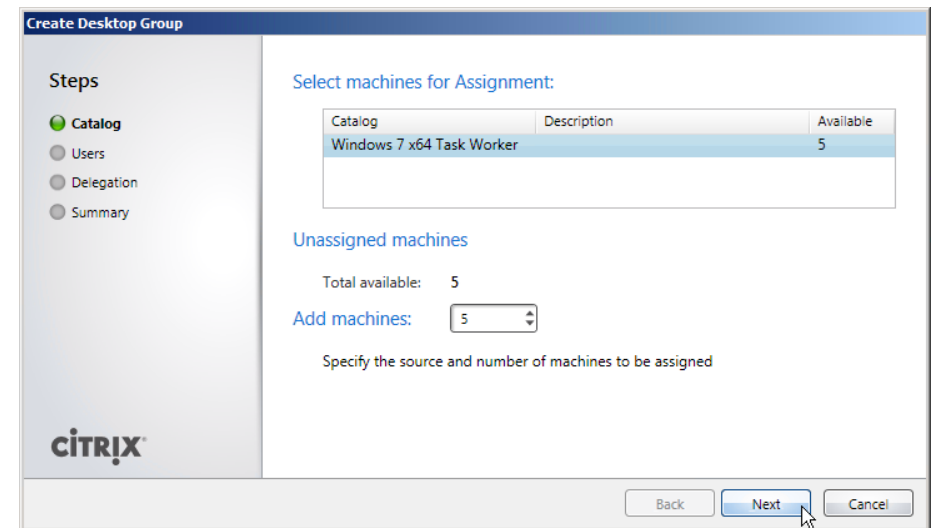 Create Desktop Group
Steps
Catalog
Users
Delegation
Summary
CİTRIX
Select machines for Assignment:
Catalog Description Available
Windows 7 x64 Task Worker 5
Unassigned machines
Total available: 5
Add machines: 5
Specify the source and number of machines to be assigned
Back Next Cancel